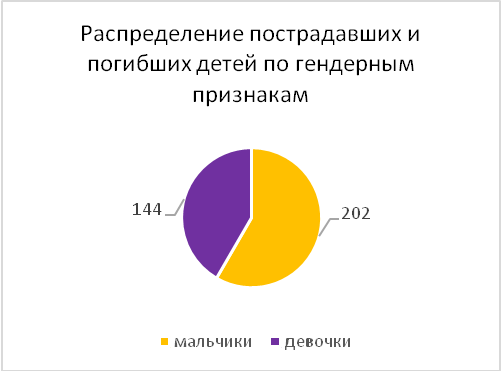 Распределение пострадавших и
погибших детей по гендерным
признакам
144
202
мальчики
девочки